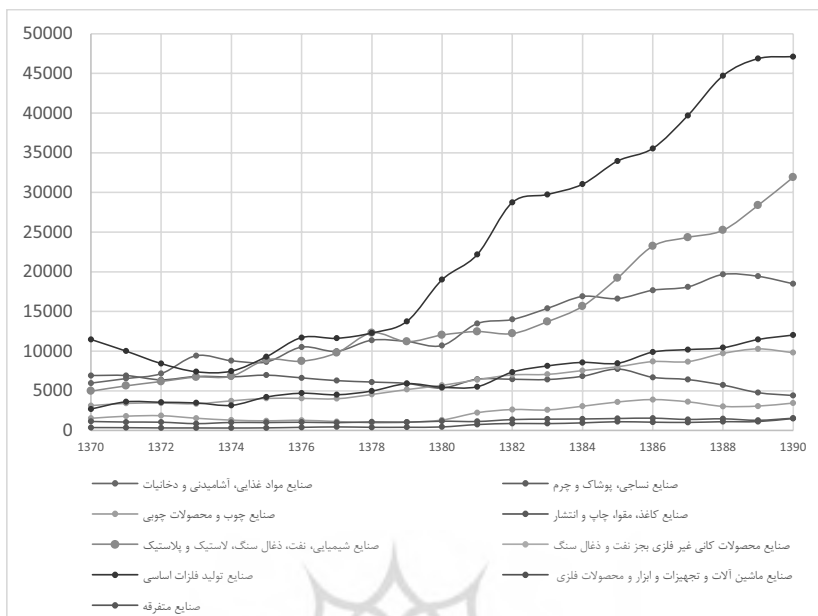 50000
45000
40000
35000
30000
25000
20000
15000
10000
5000
0
1370 1372 1374 1376 1378 1380 1382 1384 1386 1388 1390
صنایع مواد غذایی، آشامیدنی و دخانیات
صنایع نساجی، پوشاک و چرم
صنایع چوب و محصولات چوبی
صنایع کاغذ، مقوا، چاپ و انتشار
صنایع شیمیایی، نفت، ذغال سنگ، لاستیک و پلاستیک
صنایع محصولات کانی غیر فلزی بجز نفت و ذغال سنگ
صنایع تولید فلزات اساسی
صنایع ماشین آلات و تجهیزات و ابزار و محصولات فلزی
صنایع متفرقه